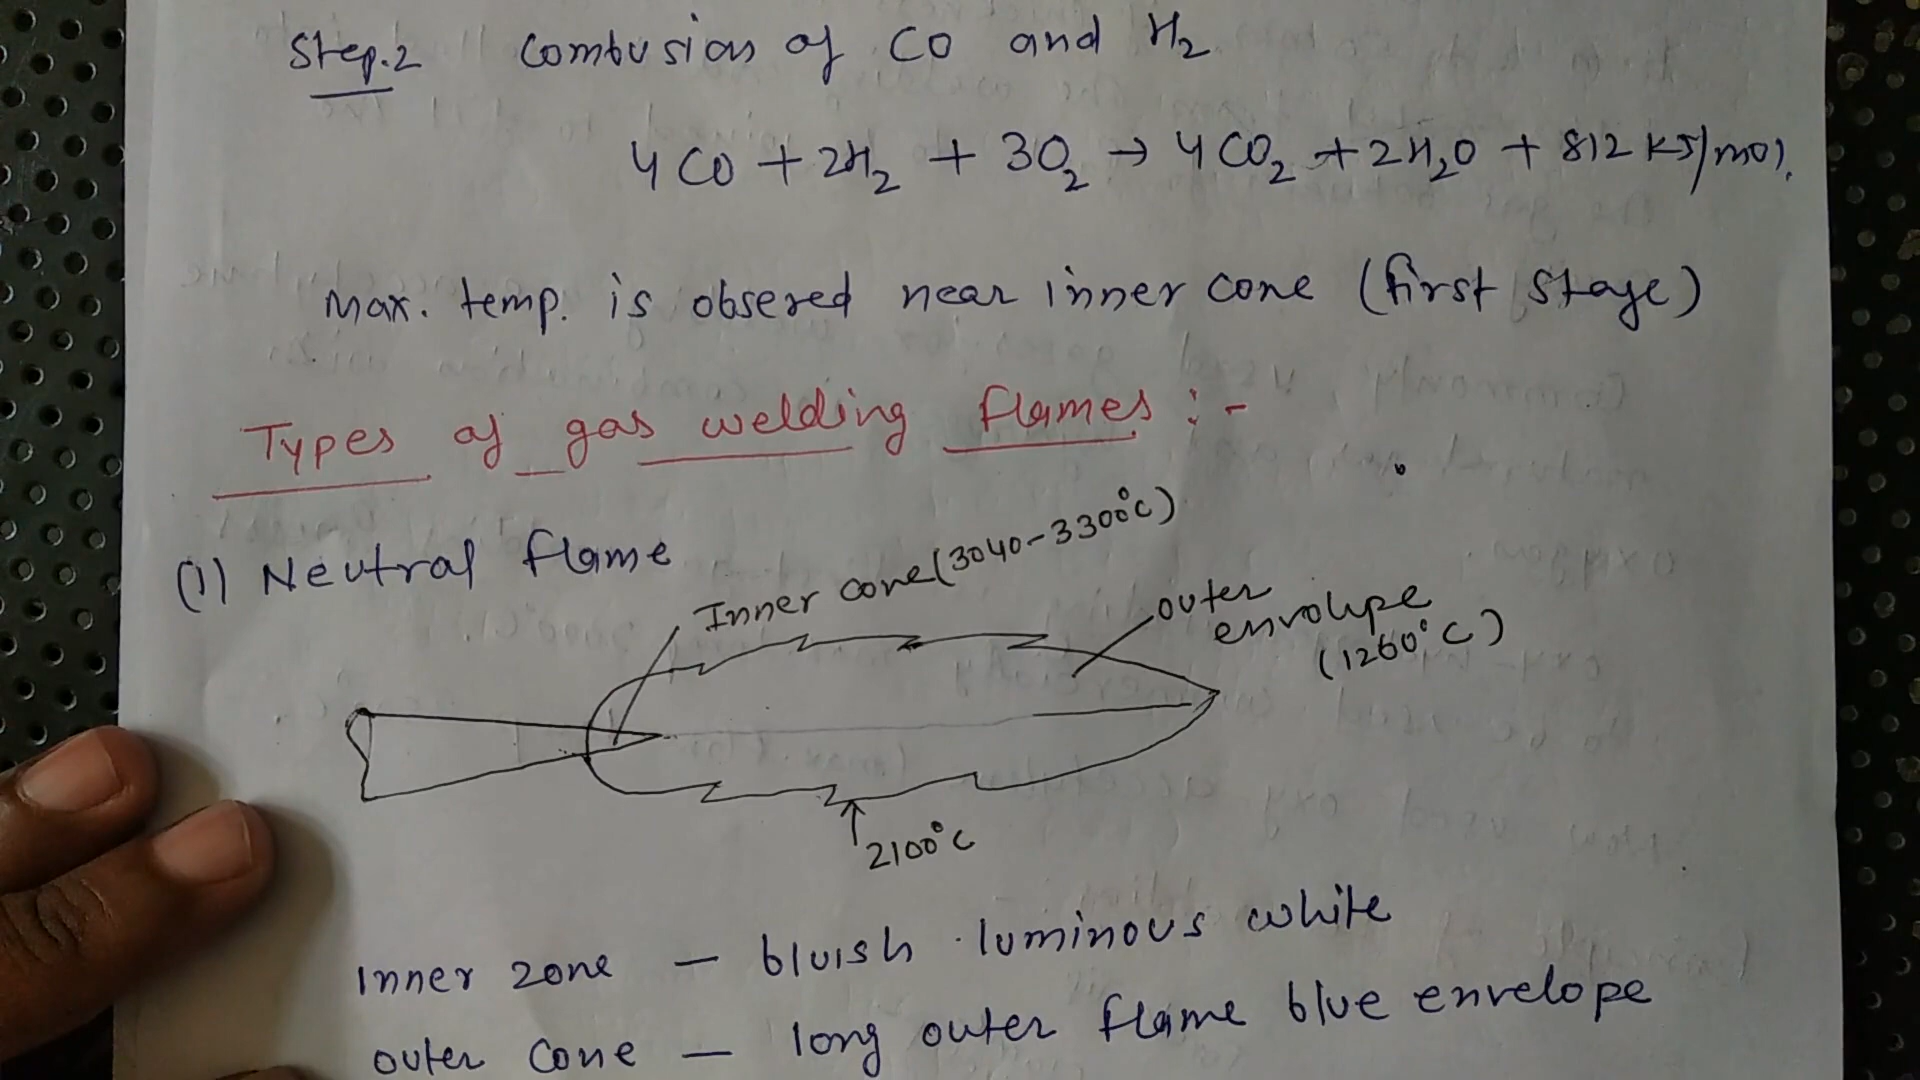 Step.2 Combusion of CO and H2
4CO + 2H2 + 3O2 → 4CO2 + 2H2O + 812 KJ/mol.
Max. temp. is obsered near inner cone (first stage)
Types of gas welding flames :-
(1) Neutral flame
Inner cone (3040-3300°C)
outer
envolupe
(1260°C)
2100°C
Inner zone - bluish luminous white
outer cone - long outer flame blue envelope